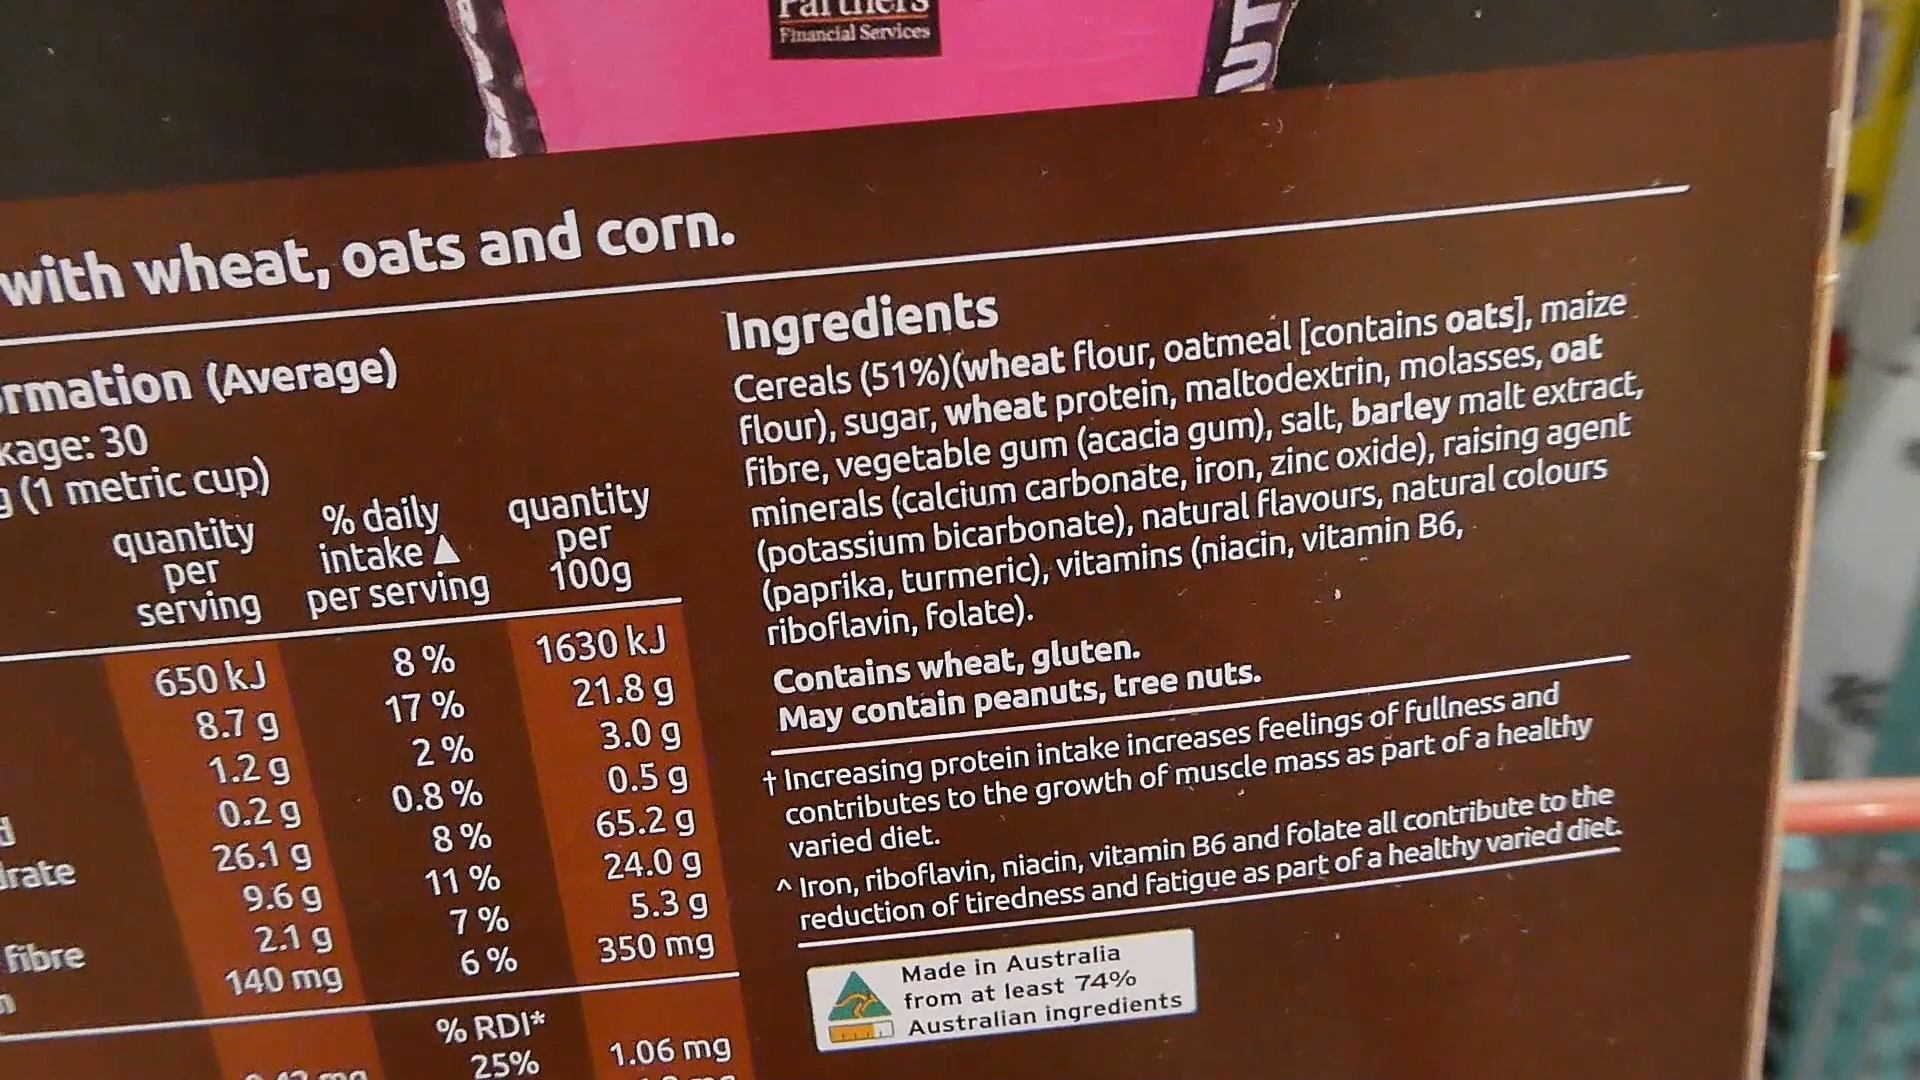 Partners
Financial Services
with wheat, oats and corn.
(Average)
30
(1 metric cup)
quantity
per
serving
% daily
intake ▲
per serving
quantity
per
100g
650 kJ 8 % 1630 kJ
8.7 g 17 % 21.8 g
1.2 g 2 % 3.0 g
0.2 g 0.8 % 0.5 g
26.1 g 8 % 65.2 g
9.6 g 11 % 24.0 g
fibre 2.1 g 7 % 5.3 g
140 mg 6 % 350 mg
% RDI*
25% 1.06 mg
Ingredients
Cereals (51%)(wheat flour, oatmeal [contains oats], maize
flour), sugar, wheat protein, maltodextrin, molasses, oat
fibre, vegetable gum (acacia gum), salt, barley malt extract,
minerals (calcium carbonate, iron, zinc oxide), raising agent
(potassium bicarbonate), natural flavours, natural colours
(paprika, turmeric), vitamins (niacin, vitamin B6,
riboflavin, folate).
Contains wheat, gluten.
May contain peanuts, tree nuts.
† Increasing protein intake increases feelings of fullness and
contributes to the growth of muscle mass as part of a healthy
varied diet.
^ Iron, riboflavin, niacin, vitamin B6 and folate all contribute to the
reduction of tiredness and fatigue as part of a healthy varied diet.
Made in Australia
from at least 74%
Australian ingredients